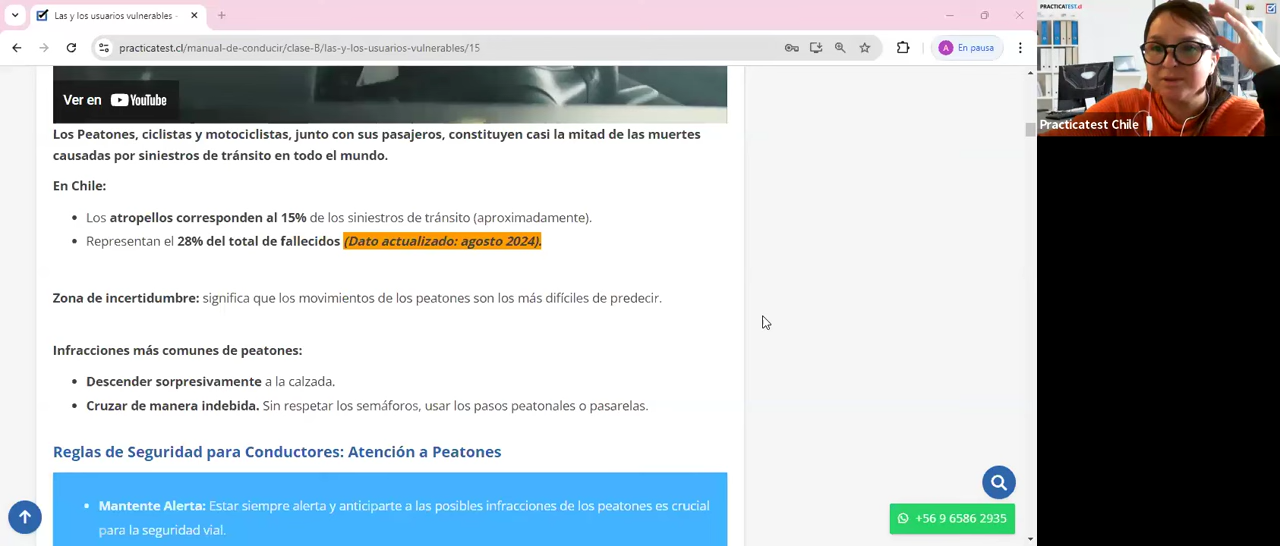 Las y los usuarios vulnerables -
practicatest.cl/manual-de-conducir/clase-B/las-y-los-usuarios-vulnerables/15
A
En pausa
PRACTICATEST.cl
Practicatest Chile
Ver en YouTube
Los Peatones, ciclistas y motociclistas, junto con sus pasajeros, constituyen casi la mitad de las muertes
causadas por siniestros de tránsito en todo el mundo.
En Chile:
Los atropellos corresponden al 15% de los siniestros de tránsito (aproximadamente).
Representan el 28% del total de fallecidos (Dato actualizado: agosto 2024).
Zona de incertidumbre: significa que los movimientos de los peatones son los más difíciles de predecir.
Infracciones más comunes de peatones:
Descender sorpresivamente a la calzada.
Cruzar de manera indebida. Sin respetar los semáforos, usar los pasos peatonales o pasarelas.
Reglas de Seguridad para Conductores: Atención a Peatones
Mantente Alerta: Estar siempre alerta y anticiparte a las posibles infracciones de los peatones es crucial
para la seguridad vial.
+56 9 6586 2935